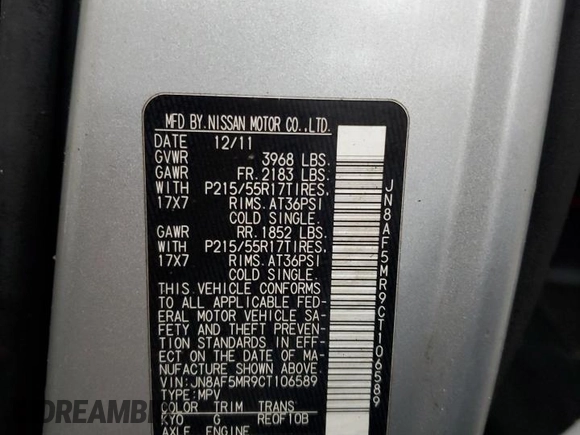 MFD BY.NISSAN MOTOR CO.,LTD.
DATE 12/11
GVWR 3968 LBS.
GAWR FR.2183 LBS.
WITH P215/55R17TIRES,
17X7 RIMS.AT36PSI
COLD SINGLE.
GAWR RR.1852 LBS.
WITH P215/55R17TIRES,
17X7 RIMS.AT36PSI
COLD SINGLE.
THIS VEHICLE CONFORMS
TO ALL APPLICABLE FED-
ERAL MOTOR VEHICLE SA-
FETY AND THEFT PREVEN-
TION STANDARDS IN EFF-
ECT ON THE DATE OF MA-
NUFACTURE SHOWN ABOVE.
VIN:JN8AF5MR9CT106589
TYPE:MPV
COLOR TRIM TRANS
KYO G REOF10B
AXLE ENGINE
JN8AF5MR9CT106589